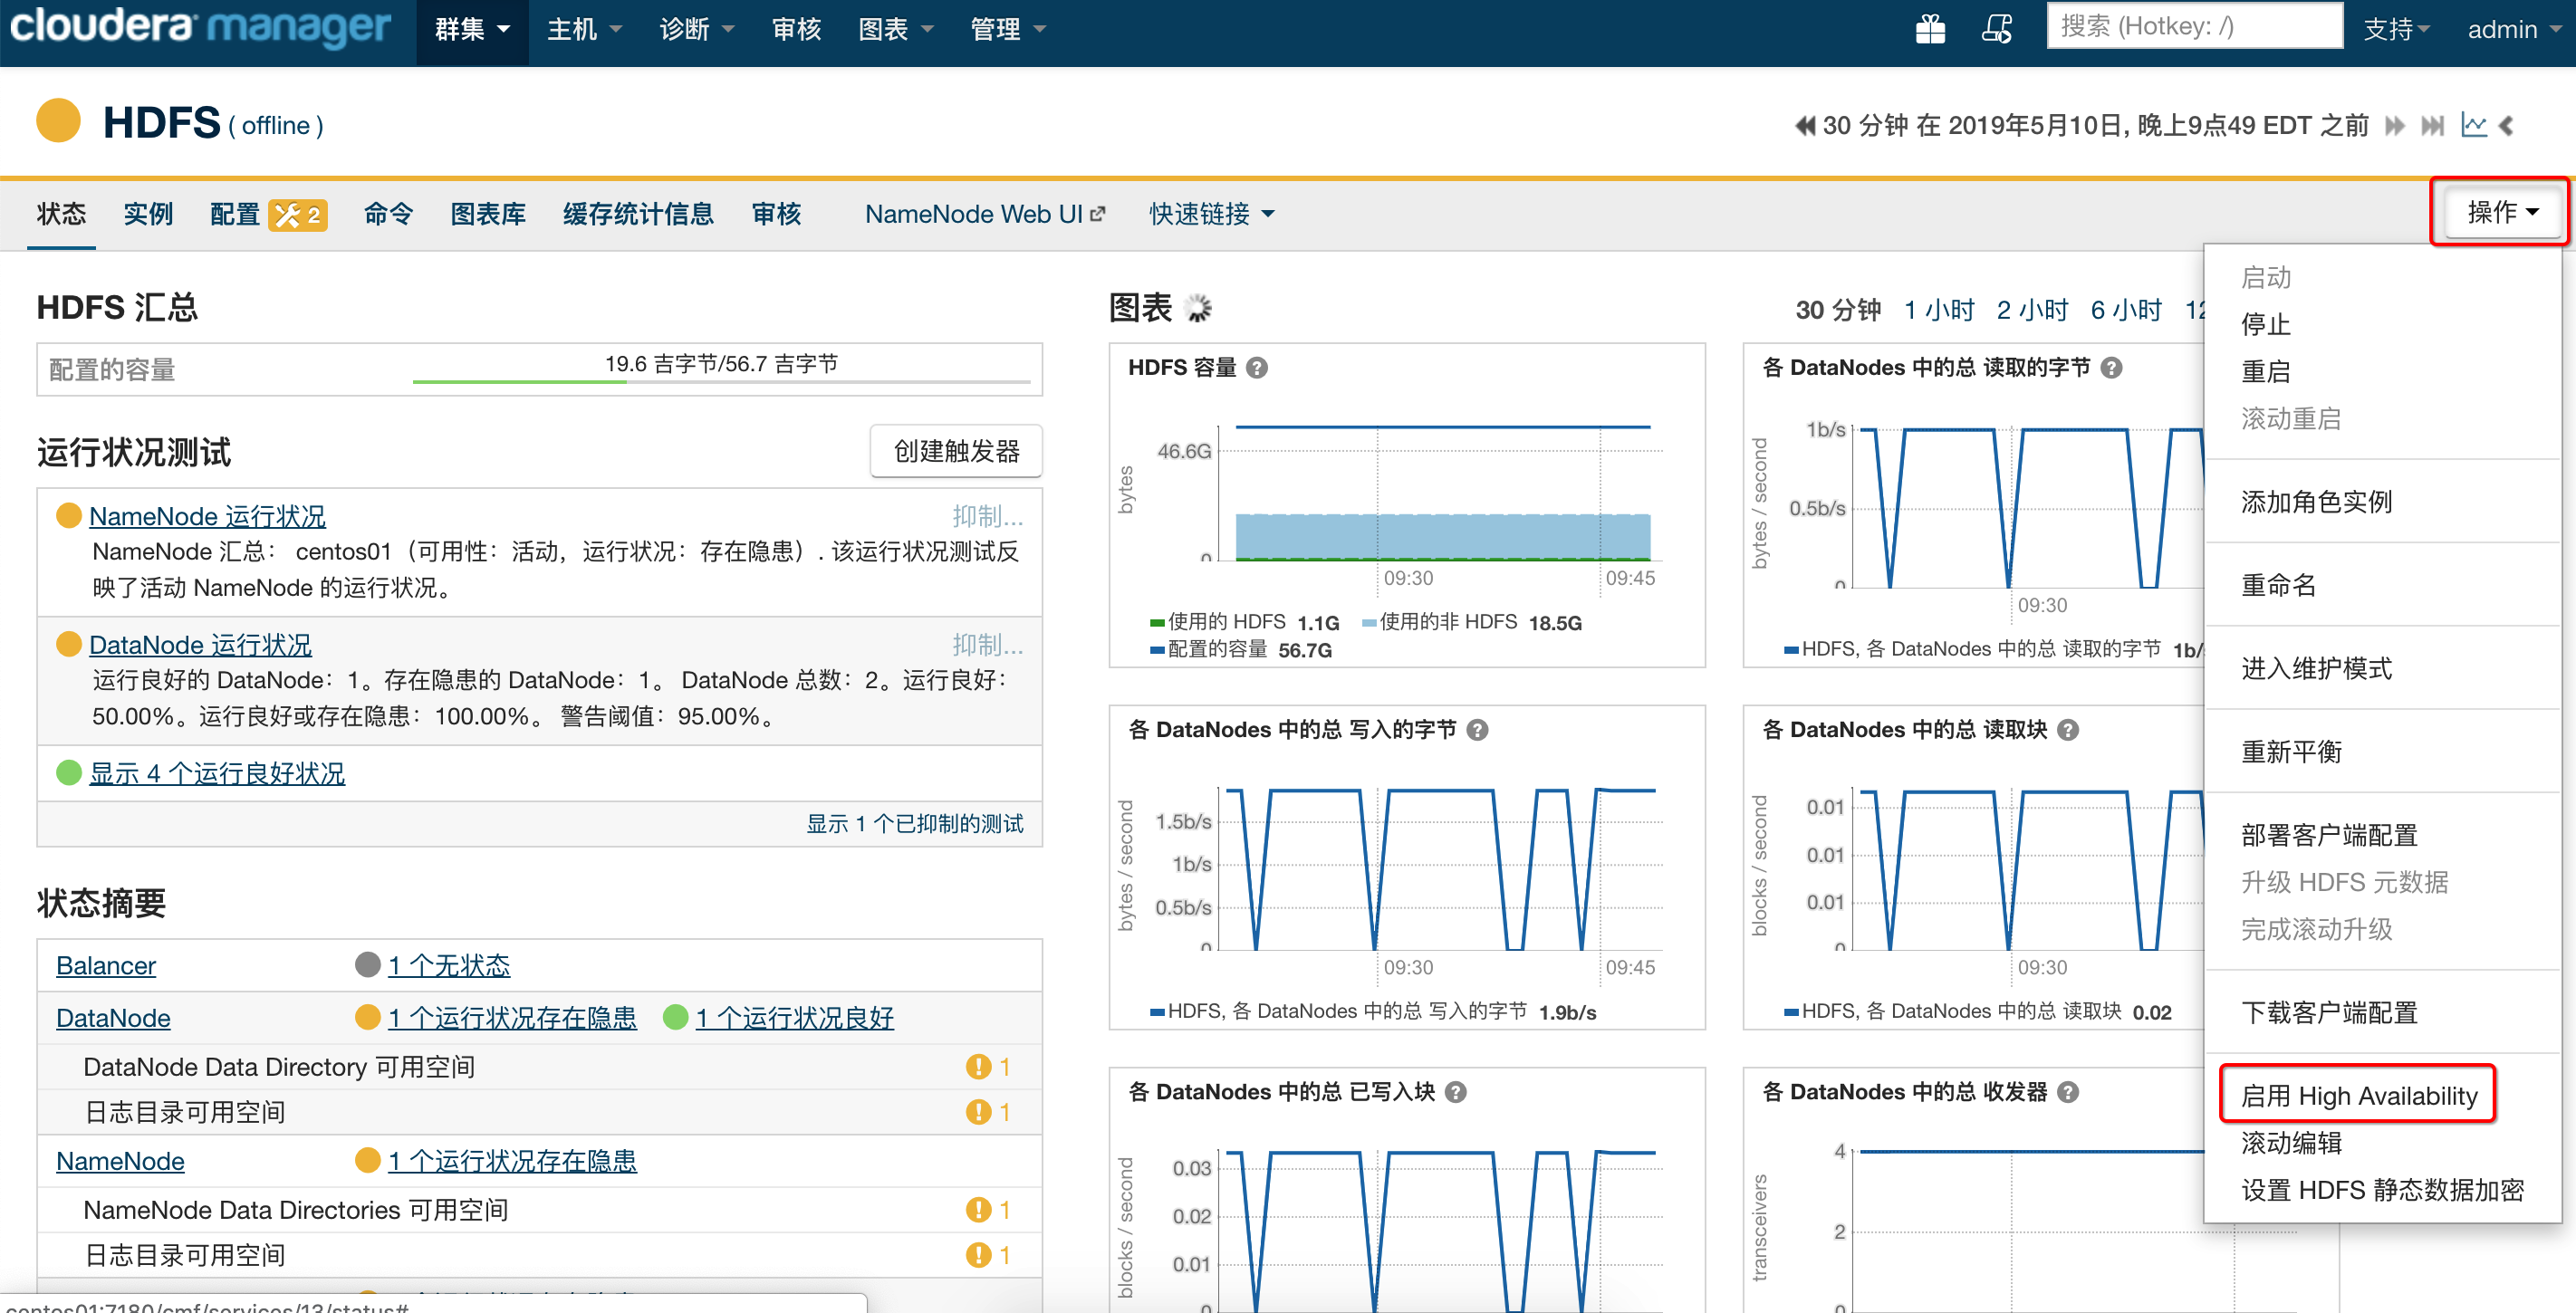 cloudera manager 群集 主机 诊断 审核 图表 管理 搜索 (Hotkey: /) 支持 admin
HDFS ( offline )
30 分钟 在 2019年5月10日, 晚上9点49 EDT 之前
状态 实例 配置 2 命令 图表库 缓存统计信息 审核 NameNode Web UI 快速链接 操作
HDFS 汇总
配置的容量 19.6 吉字节/56.7 吉字节
运行状况测试 创建触发器
NameNode 运行状况 抑制...
NameNode 汇总： centos01（可用性：活动，运行状况：存在隐患）. 该运行状况测试反
映了活动 NameNode 的运行状况。
DataNode 运行状况 抑制...
运行良好的 DataNode：1。存在隐患的 DataNode：1。 DataNode 总数：2。运行良好：
50.00%。运行良好或存在隐患：100.00%。 警告阈值：95.00%。
显示 4 个运行良好状况
显示 1 个已抑制的测试
状态摘要
Balancer 1 个无状态
DataNode 1 个运行状况存在隐患 1 个运行状况良好
DataNode Data Directory 可用空间 1
日志目录可用空间 1
NameNode 1 个运行状况存在隐患
NameNode Data Directories 可用空间 1
日志目录可用空间 1
图表
30 分钟 1 小时 2 小时 6 小时 12
HDFS 容量
bytes
46.6G
0
09:30 09:45
使用的 HDFS 1.1G 使用的非 HDFS 18.5G
配置的容量 56.7G
各 DataNodes 中的总 读取的字节
bytes / second
1b/s
0.5b/s
0
09:30
HDFS, 各 DataNodes 中的总 读取的字节 1b/
各 DataNodes 中的总 写入的字节
bytes / second
1.5b/s
1b/s
0.5b/s
0
09:30 09:45
HDFS, 各 DataNodes 中的总 写入的字节 1.9b/s
各 DataNodes 中的总 读取块
blocks / second
0.01
0.01
0.01
0
09:30
HDFS, 各 DataNodes 中的总 读取块 0.02
各 DataNodes 中的总 已写入块
blocks / second
0.03
0.02
0.01
0
各 DataNodes 中的总 收发器
transceivers
4
2
0
启动
停止
重启
滚动重启
添加角色实例
重命名
进入维护模式
重新平衡
部署客户端配置
升级 HDFS 元数据
完成滚动升级
下载客户端配置
启用 High Availability
滚动编辑
设置 HDFS 静态数据加密
centos01:7180/cmf/services/13/status#